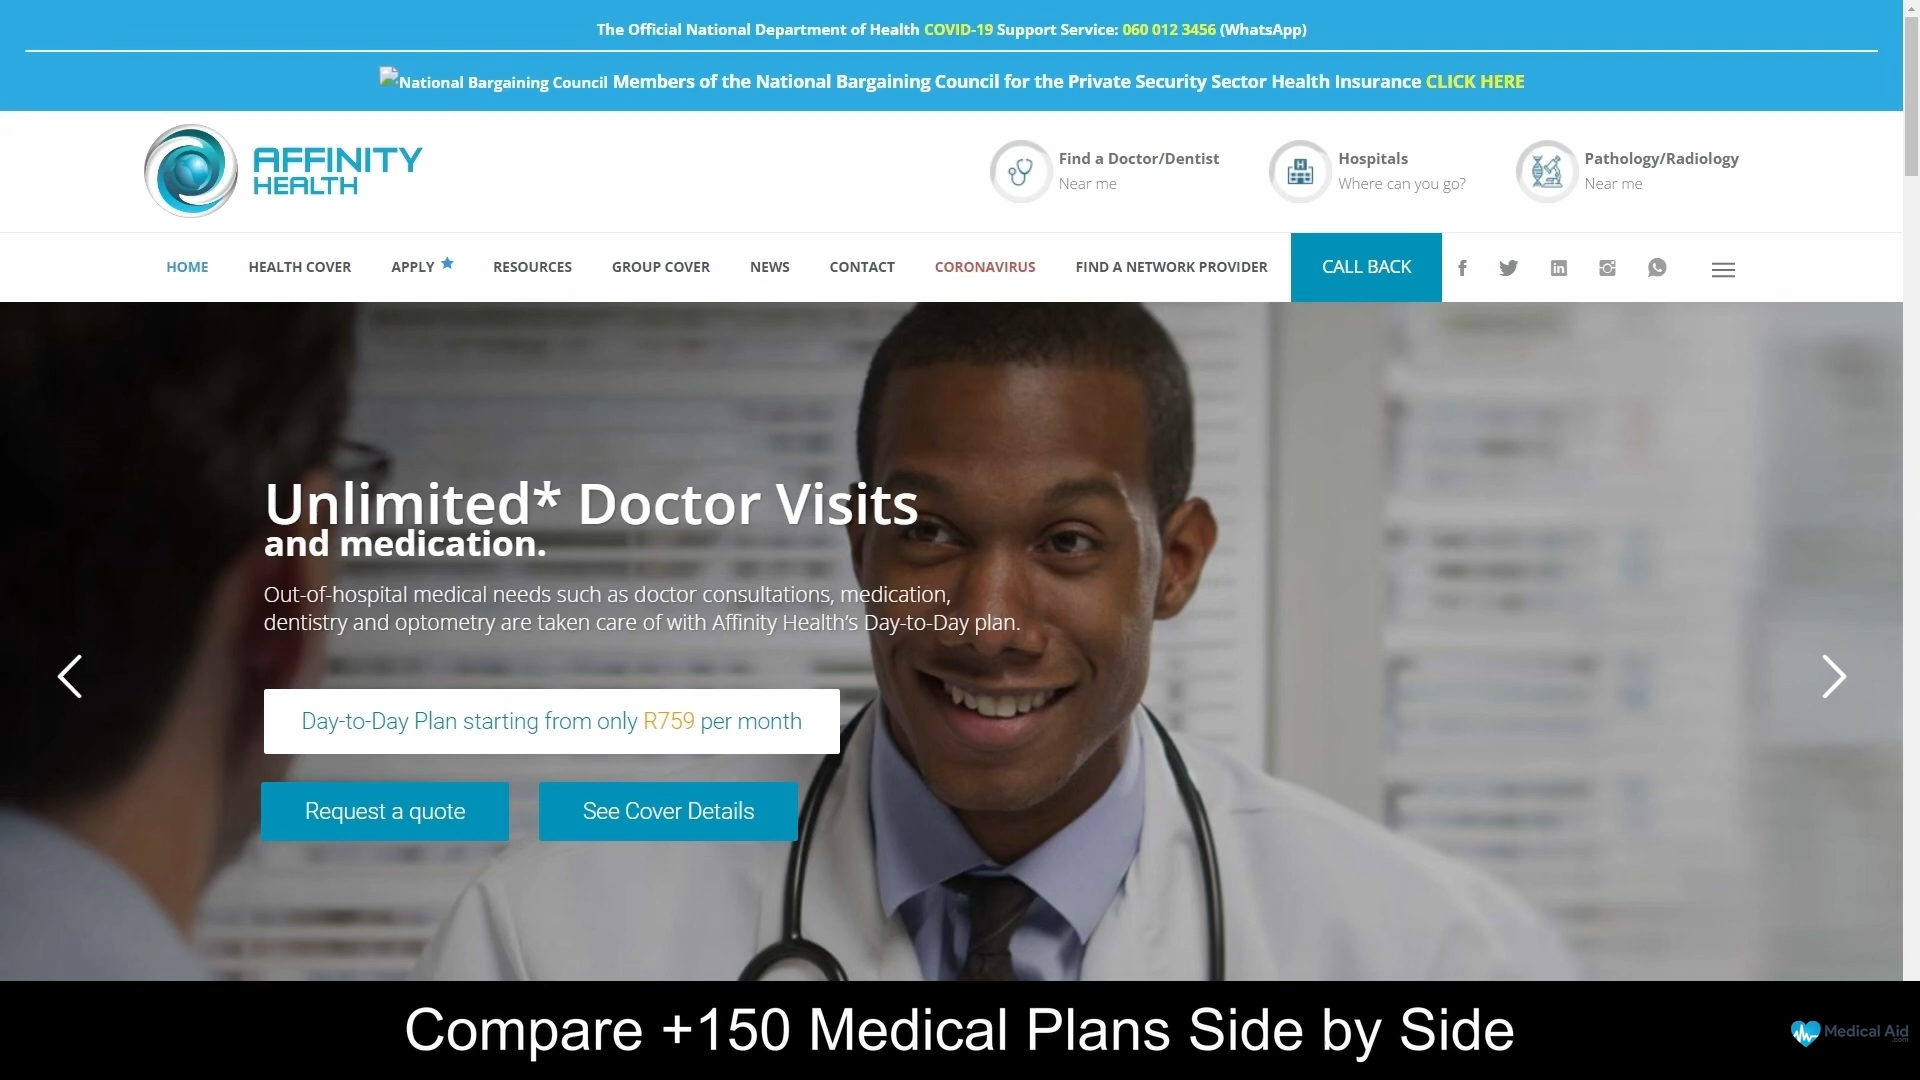 The Official National Department of Health COVID-19 Support Service: 060 012 3456 (WhatsApp)
National Bargaining Council Members of the National Bargaining Council for the Private Security Sector Health Insurance CLICK HERE
AFFINITY
HEALTH
Find a Doctor/Dentist
Near me
Hospitals
Where can you go?
Pathology/Radiology
Near me
HOME HEALTH COVER APPLY RESOURCES GROUP COVER NEWS CONTACT CORONAVIRUS FIND A NETWORK PROVIDER CALL BACK
Unlimited* Doctor Visits
and medication.
Out-of-hospital medical needs such as doctor consultations, medication,
dentistry and optometry are taken care of with Affinity Health’s Day-to-Day plan.
Day-to-Day Plan starting from only R759 per month
Request a quote See Cover Details
Compare +150 Medical Plans Side by Side
Medical Aid
.com